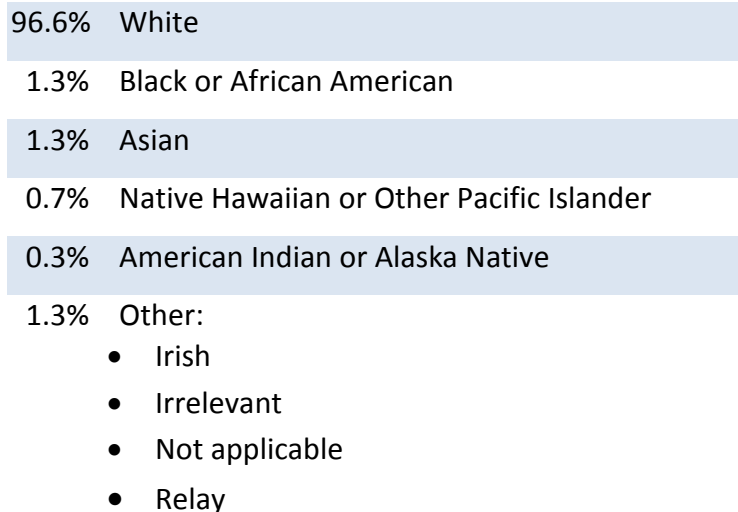 96.6% White
1.3% Black or African American
1.3% Asian
0.7% Native Hawaiian or Other Pacific Islander
0.3% American Indian or Alaska Native
1.3% Other:
• Irish
• Irrelevant
• Not applicable
• Relay